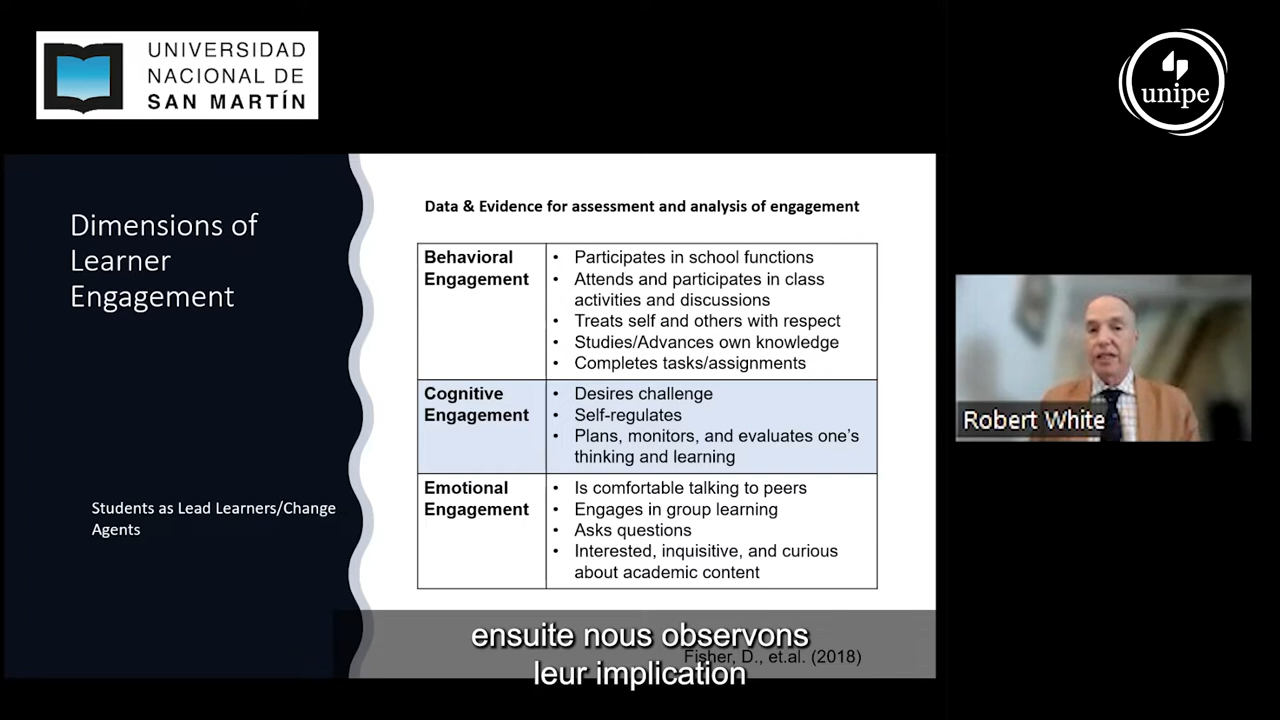 UNIVERSIDAD
NACIONAL DE
SAN MARTÍN
unipe
Dimensions of
Learner
Engagement
Students as Lead Learners/Change
Agents
Data & Evidence for assessment and analysis of engagement
Behavioral
Engagement
• Participates in school functions
• Attends and participates in class
activities and discussions
• Treats self and others with respect
• Studies/Advances own knowledge
• Completes tasks/assignments
Cognitive
Engagement
• Desires challenge
• Self-regulates
• Plans, monitors, and evaluates one's
thinking and learning
Emotional
Engagement
• Is comfortable talking to peers
• Engages in group learning
• Asks questions
• Interested, inquisitive, and curious
about academic content
Fisher, D., et.al. (2018)
Robert White
ensuite nous observons
leur implication